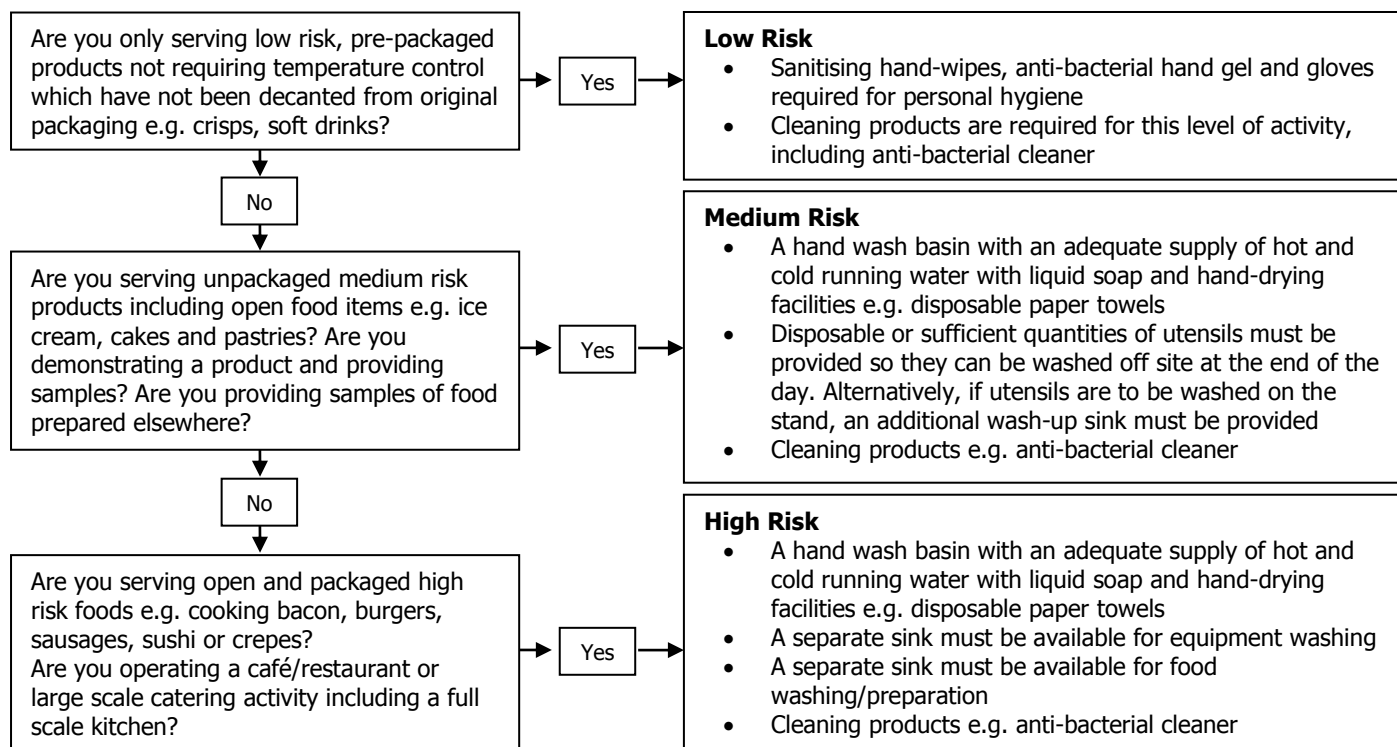 Are you only serving low risk, pre-packaged
products not requiring temperature control
which have not been decanted from original
packaging e.g. crisps, soft drinks?
Yes
Low Risk
• Sanitising hand-wipes, anti-bacterial hand gel and gloves
required for personal hygiene
• Cleaning products are required for this level of activity,
including anti-bacterial cleaner
No
Are you serving unpackaged medium risk
products including open food items e.g. ice
cream, cakes and pastries? Are you
demonstrating a product and providing
samples? Are you providing samples of food
prepared elsewhere?
Yes
Medium Risk
• A hand wash basin with an adequate supply of hot and
cold running water with liquid soap and hand-drying
facilities e.g. disposable paper towels
• Disposable or sufficient quantities of utensils must be
provided so they can be washed off site at the end of the
day. Alternatively, if utensils are to be washed on the
stand, an additional wash-up sink must be provided
• Cleaning products e.g. anti-bacterial cleaner
No
Are you serving open and packaged high
risk foods e.g. cooking bacon, burgers,
sausages, sushi or crepes?
Are you operating a café/restaurant or
large scale catering activity including a full
scale kitchen?
Yes
High Risk
• A hand wash basin with an adequate supply of hot and
cold running water with liquid soap and hand-drying
facilities e.g. disposable paper towels
• A separate sink must be available for equipment washing
• A separate sink must be available for food
washing/preparation
• Cleaning products e.g. anti-bacterial cleaner